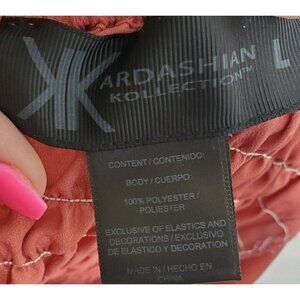 KARDASHIAN
KOLLECTION™
L
CONTENT / CONTENIDO:
BODY / CUERPO:
100% POLYESTER /
POLIESTER
EXCLUSIVE OF ELASTICS AND
DECORATIONS / EXCLUSIVO
DE ELASTICO Y DECORATION
MADE IN / HECHO EN
CHINA